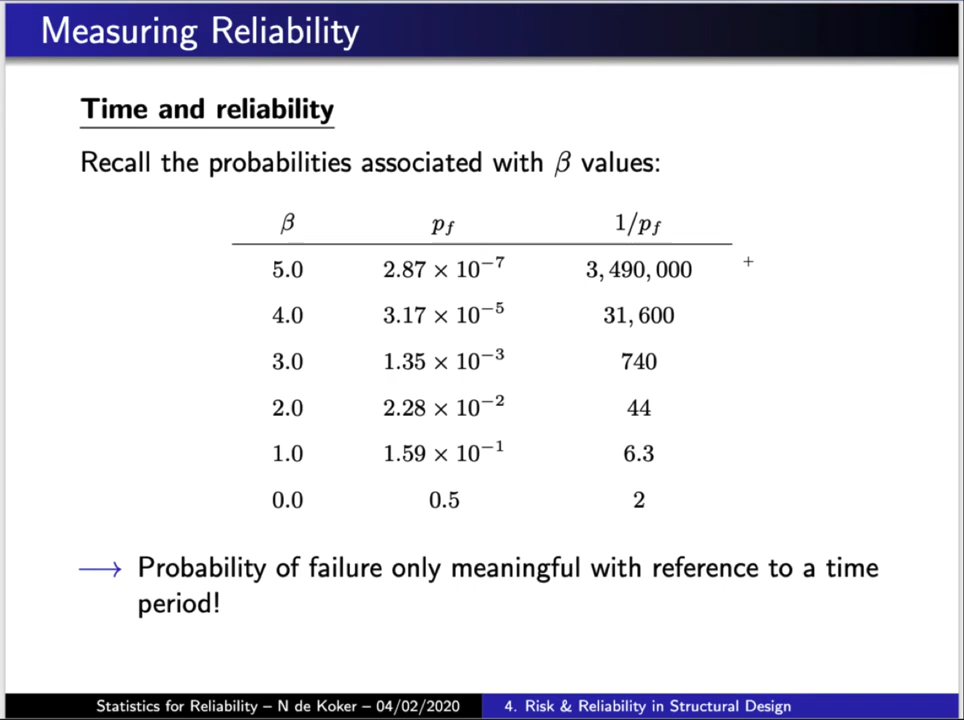 Measuring Reliability
Time and reliability
Recall the probabilities associated with β values:
β p_f 1/p_f
5.0 2.87 × 10⁻⁷ 3,490,000
4.0 3.17 × 10⁻⁵ 31,600
3.0 1.35 × 10⁻³ 740
2.0 2.28 × 10⁻² 44
1.0 1.59 × 10⁻¹ 6.3
0.0 0.5 2
⟶ Probability of failure only meaningful with reference to a time
period!
Statistics for Reliability – N de Koker – 04/02/2020 4. Risk & Reliability in Structural Design